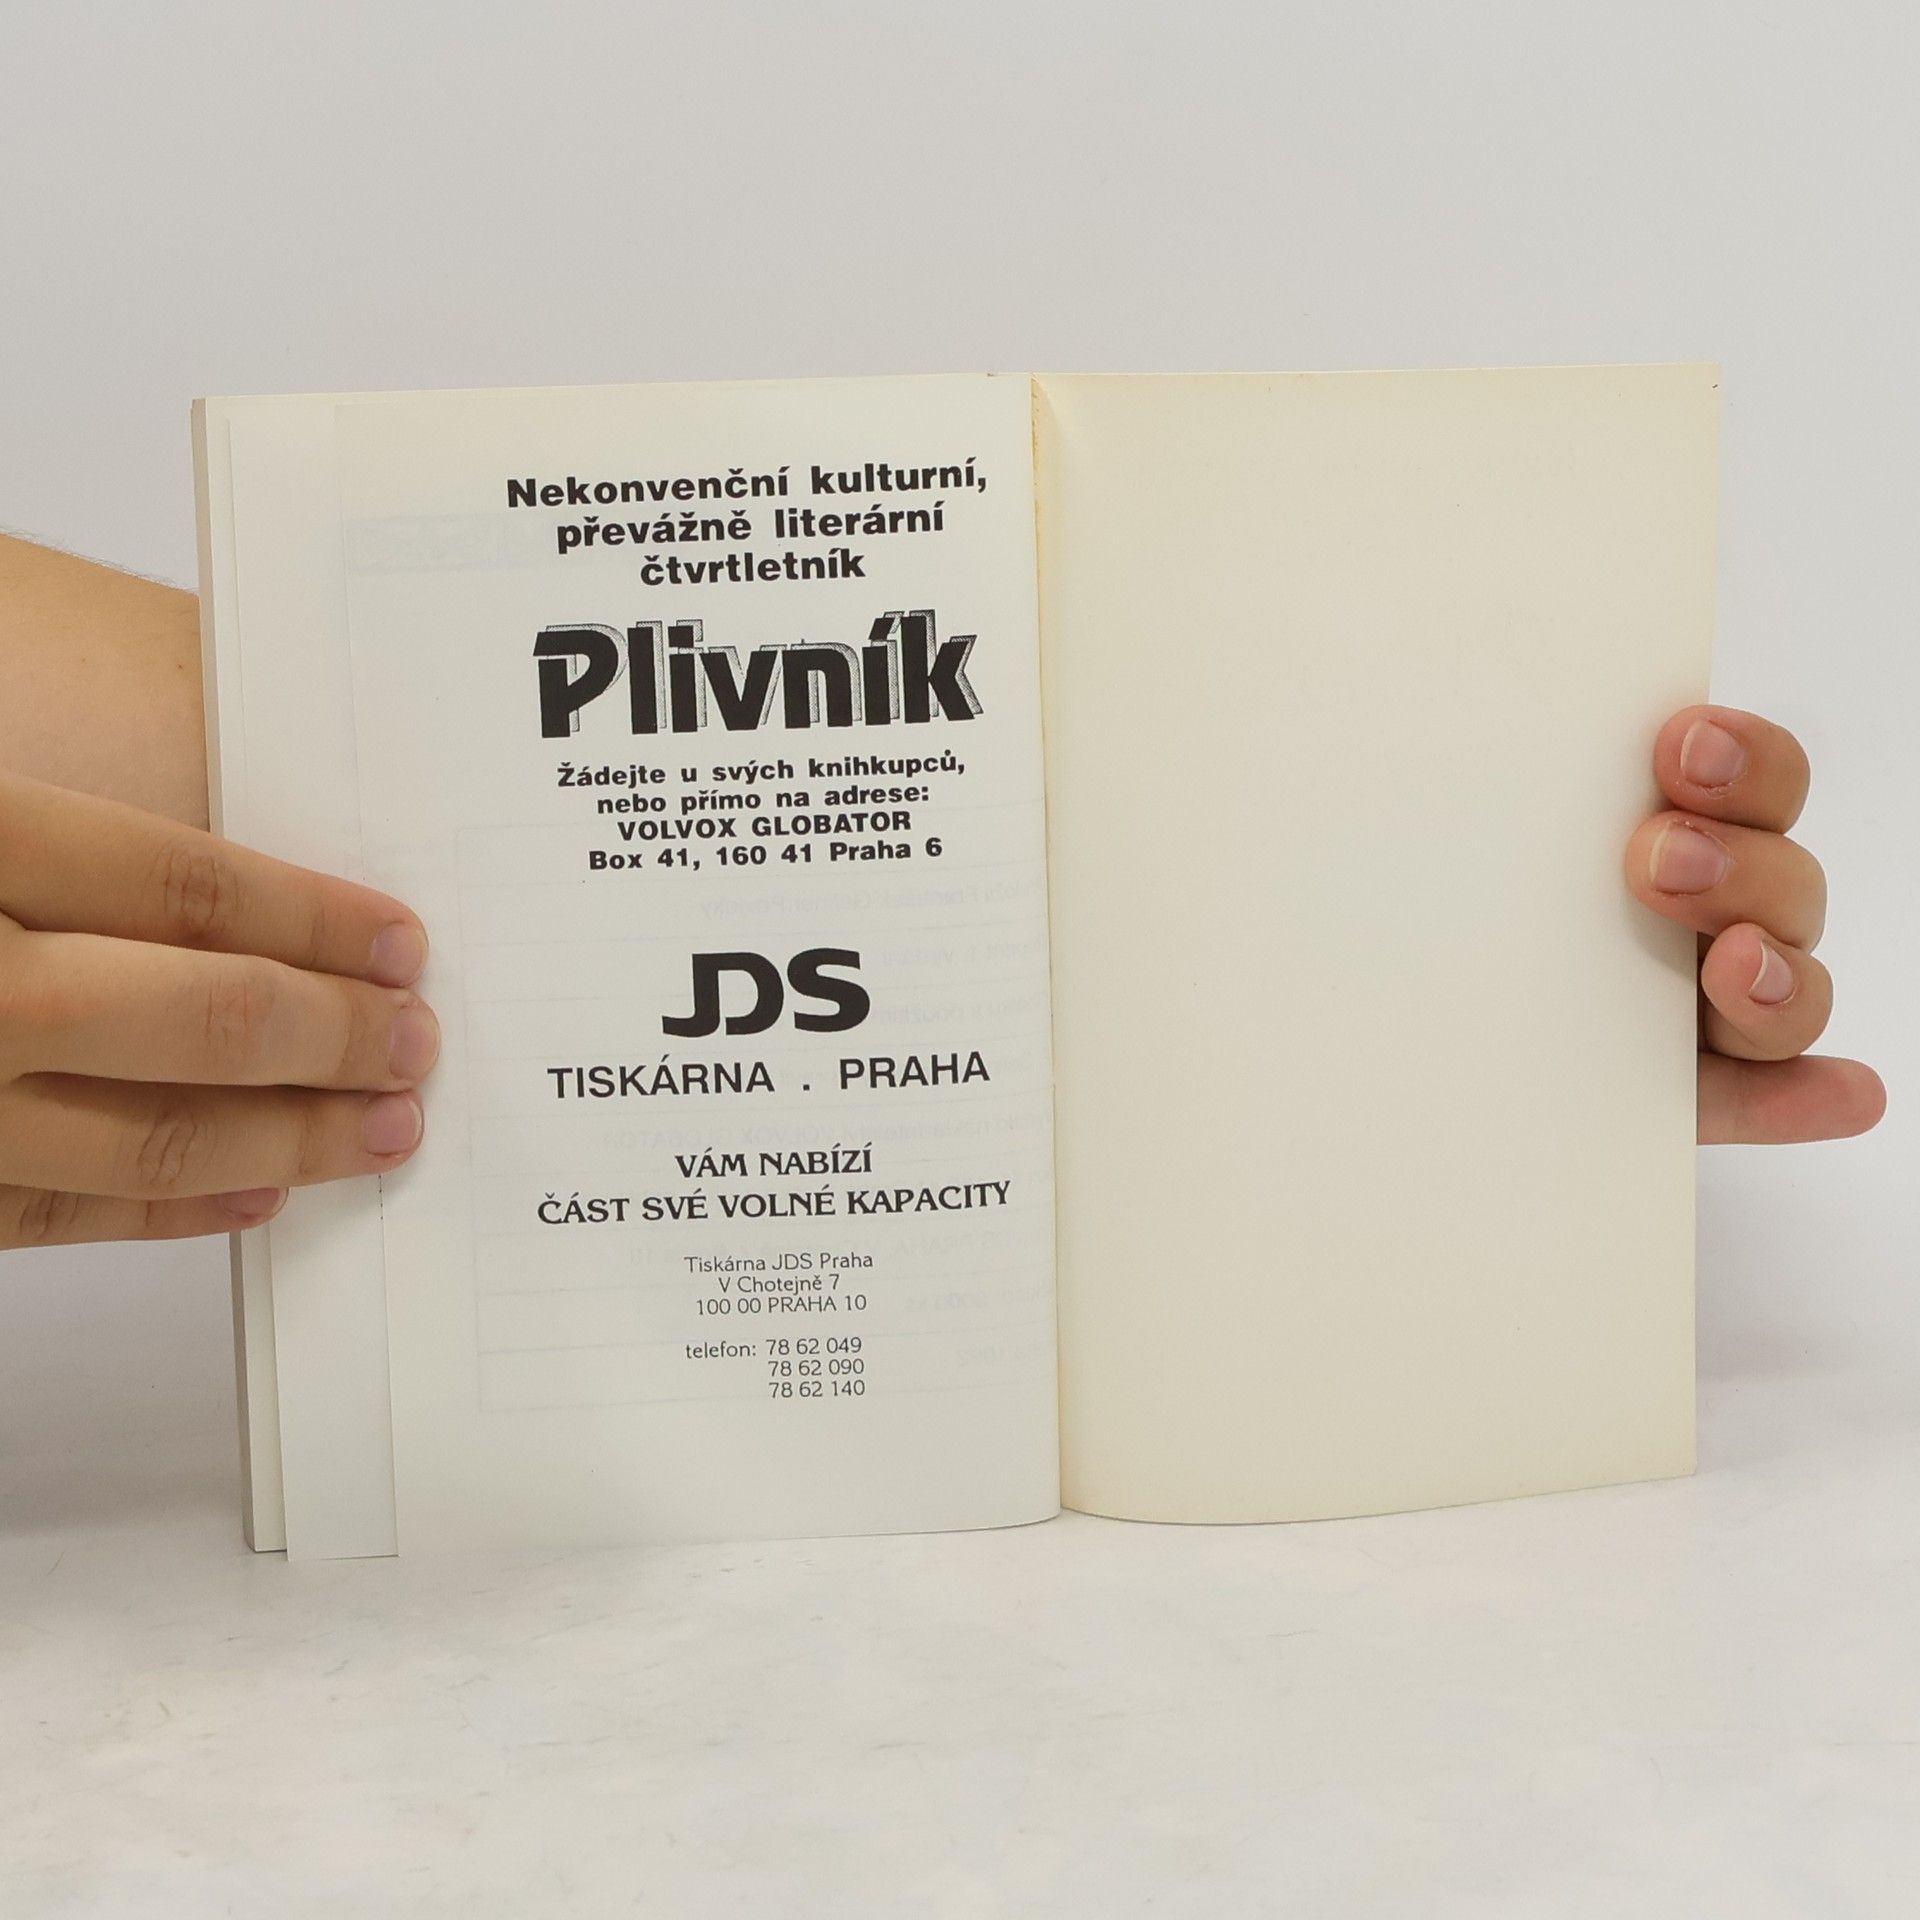 Nekonvenční kulturní,
převážně literární
čtvrtletník
Plivník
Žádejte u svých knihkupců,
nebo přímo na adrese:
VOLVOX GLOBATOR
Box 41, 160 41 Praha 6
JDS
TISKÁRNA . PRAHA
VÁM NABÍZÍ
ČÁST SVÉ VOLNÉ KAPACITY
Tiskárna JDS Praha
V Chotejně 7
100 00 PRAHA 10
telefon: 78 62 049
78 62 090
78 62 140